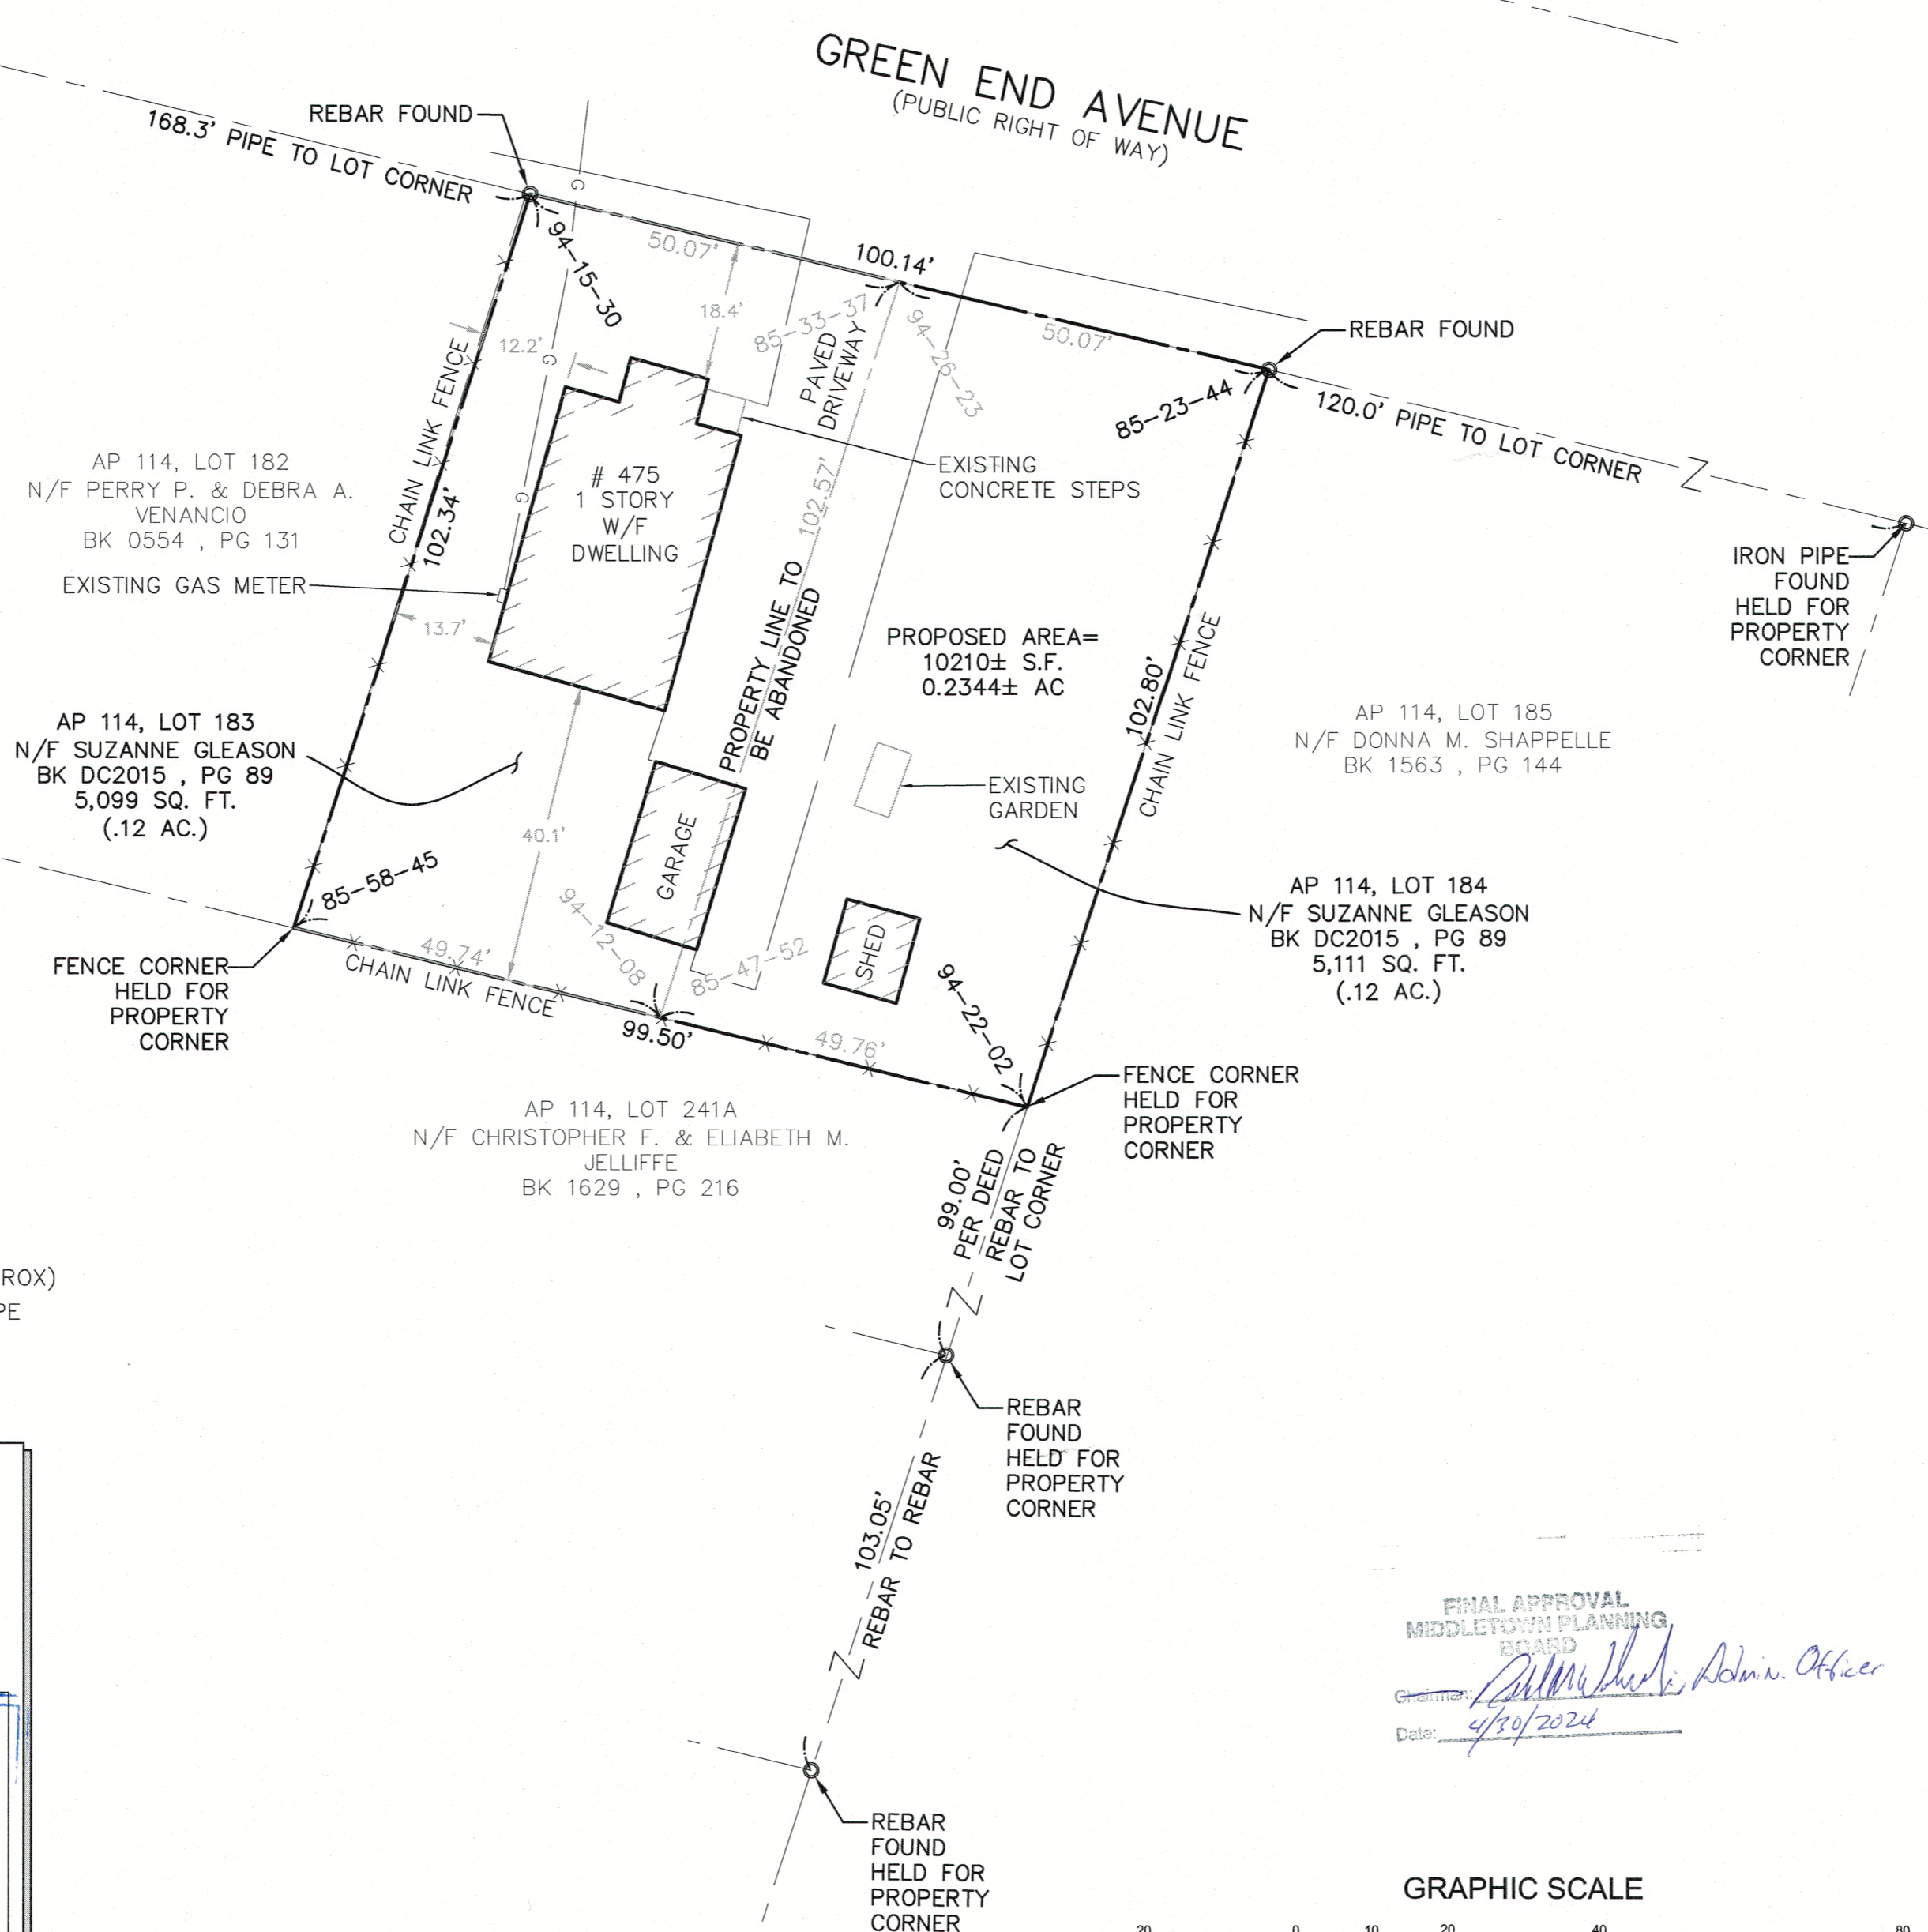 GREEN END AVENUE
(PUBLIC RIGHT OF WAY)
REBAR FOUND
168.3' PIPE TO LOT CORNER
G
94-15-30
50.07'
100.14'
18.4'
85-33-37
94-26-23
50.07'
REBAR FOUND
85-23-44
120.0' PIPE TO LOT CORNER
IRON PIPE
FOUND
HELD FOR
PROPERTY
CORNER
12.2'
G
G
PAVED
DRIVEWAY
CHAIN LINK FENCE
102.34'
AP 114, LOT 182
N/F PERRY P. & DEBRA A.
VENANCIO
BK 0554 , PG 131
EXISTING GAS METER
# 475
1 STORY
W/F
DWELLING
EXISTING
CONCRETE STEPS
102.57'
PROPERTY LINE TO
BE ABANDONED
13.7'
PROPOSED AREA=
10210± S.F.
0.2344± AC
102.80'
CHAIN LINK FENCE
AP 114, LOT 185
N/F DONNA M. SHAPPELLE
BK 1563 , PG 144
AP 114, LOT 183
N/F SUZANNE GLEASON
BK DC2015 , PG 89
5,099 SQ. FT.
(.12 AC.)
EXISTING
GARDEN
40.1'
GARAGE
85-58-45
AP 114, LOT 184
N/F SUZANNE GLEASON
BK DC2015 , PG 89
5,111 SQ. FT.
(.12 AC.)
94-12-08
85-47-52
SHED
94-22-02
FENCE CORNER
HELD FOR
PROPERTY
CORNER
49.74'
CHAIN LINK FENCE
99.50'
49.76'
FENCE CORNER
HELD FOR
PROPERTY
CORNER
AP 114, LOT 241A
N/F CHRISTOPHER F. & ELIABETH M.
JELLIFFE
BK 1629 , PG 216
99.00'
PER DEED
REBAR TO
LOT CORNER
ROX)
PE
REBAR
FOUND
HELD FOR
PROPERTY
CORNER
103.05'
REBAR TO REBAR
FINAL APPROVAL
MIDDLETOWN PLANNING
BOARD
Chairman: , Admin. Officer
Date: 4/30/2024
REBAR
FOUND
HELD FOR
PROPERTY
CORNER
GRAPHIC SCALE
20 0 10 20 40 80